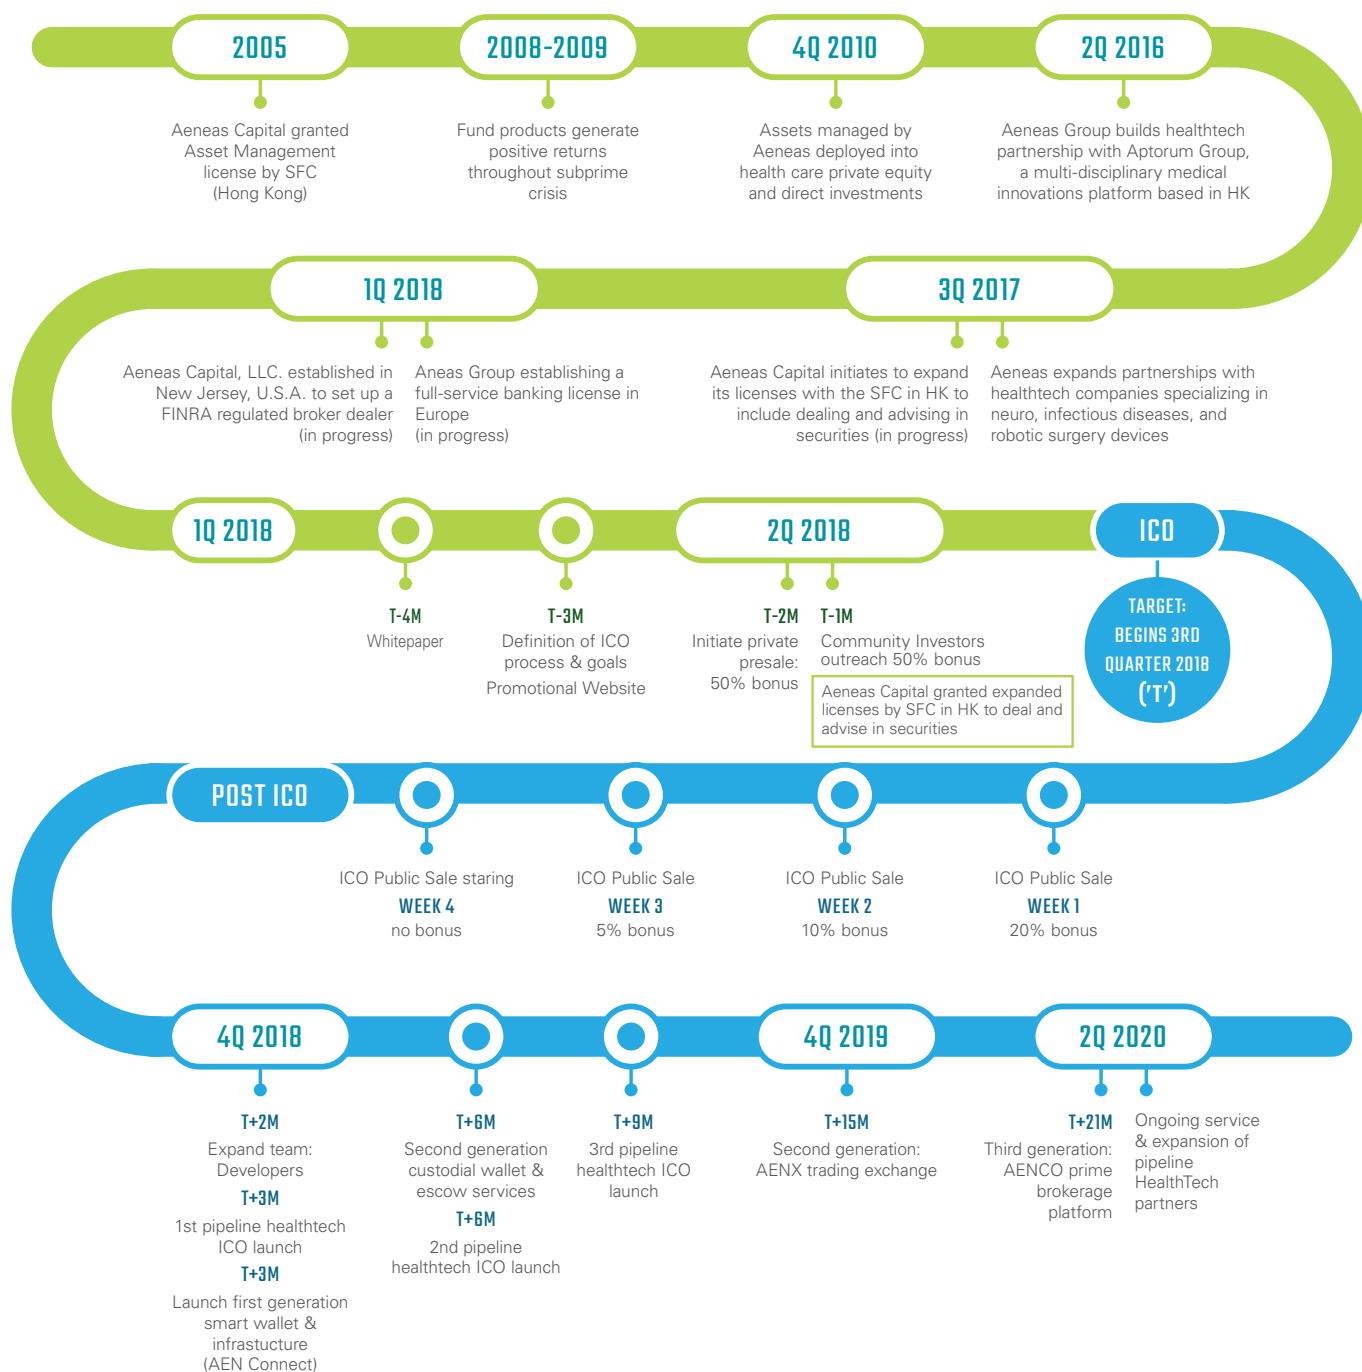 2005
Aeneas Capital granted
Asset Management
license by SFC
(Hong Kong)
2008-2009
Fund products generate
positive returns
throughout subprime
crisis
4Q 2010
Assets managed by
Aeneas deployed into
health care private equity
and direct investments
2Q 2016
Aeneas Group builds healthtech
partnership with Aptorum Group,
a multi-disciplinary medical
innovations platform based in HK
3Q 2017
Aeneas Capital initiates to expand
its licenses with the SFC in HK to
include dealing and advising in
securities (in progress)
Aeneas expands partnerships with
healthtech companies specializing in
neuro, infectious diseases, and
robotic surgery devices
1Q 2018
Aeneas Capital, LLC. established in
New Jersey, U.S.A. to set up a
FINRA regulated broker dealer
(in progress)
Aneas Group establishing a
full-service banking license in
Europe
(in progress)
1Q 2018
T-4M
Whitepaper
T-3M
Definition of ICO
process & goals
Promotional Website
2Q 2018
T-2M
Initiate private
presale:
50% bonus
T-1M
Community Investors
outreach 50% bonus
Aeneas Capital granted expanded
licenses by SFC in HK to deal and
advise in securities
ICO
TARGET:
BEGINS 3RD
QUARTER 2018
('T')
ICO Public Sale
WEEK 1
20% bonus
ICO Public Sale
WEEK 2
10% bonus
ICO Public Sale
WEEK 3
5% bonus
ICO Public Sale staring
WEEK 4
no bonus
POST ICO
4Q 2018
T+2M
Expand team:
Developers
T+3M
1st pipeline healthtech
ICO launch
T+3M
Launch first generation
smart wallet &
infrastucture
(AEN Connect)
T+6M
Second generation
custodial wallet &
escow services
T+6M
2nd pipeline
healthtech ICO launch
T+9M
3rd pipeline
healthtech ICO
launch
4Q 2019
T+15M
Second generation:
AENX trading exchange
2Q 2020
T+21M
Third generation:
AENCO prime
brokerage
platform
Ongoing service
& expansion of
pipeline
HealthTech
partners